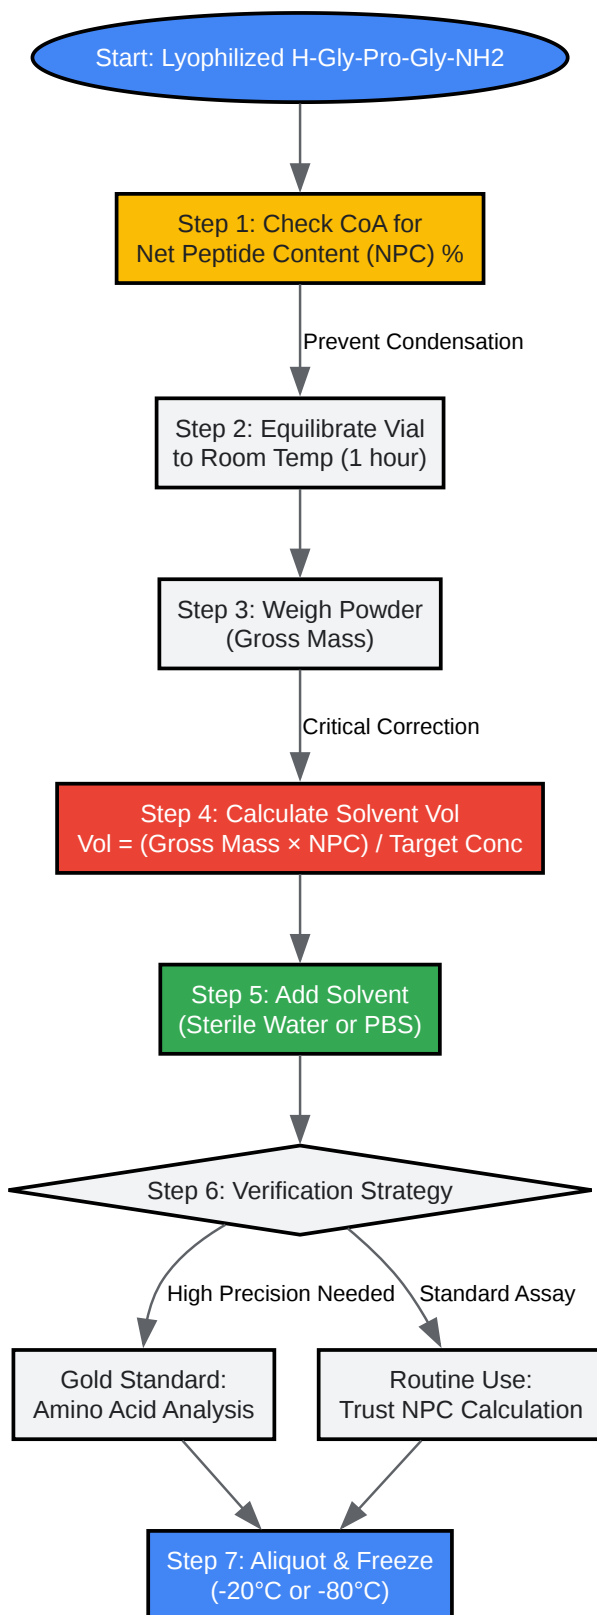 Start: Lyophilized H-Gly-Pro-Gly-NH2
Step 1: Check CoA for
Net Peptide Content (NPC) %
Prevent Condensation
Step 2: Equilibrate Vial
to Room Temp (1 hour)
Step 3: Weigh Powder
(Gross Mass)
Critical Correction
Step 4: Calculate Solvent Vol
Vol = (Gross Mass × NPC) / Target Conc
Step 5: Add Solvent
(Sterile Water or PBS)
Step 6: Verification Strategy
High Precision Needed
Standard Assay
Gold Standard:
Amino Acid Analysis
Routine Use:
Trust NPC Calculation
Step 7: Aliquot & Freeze
(-20°C or -80°C)